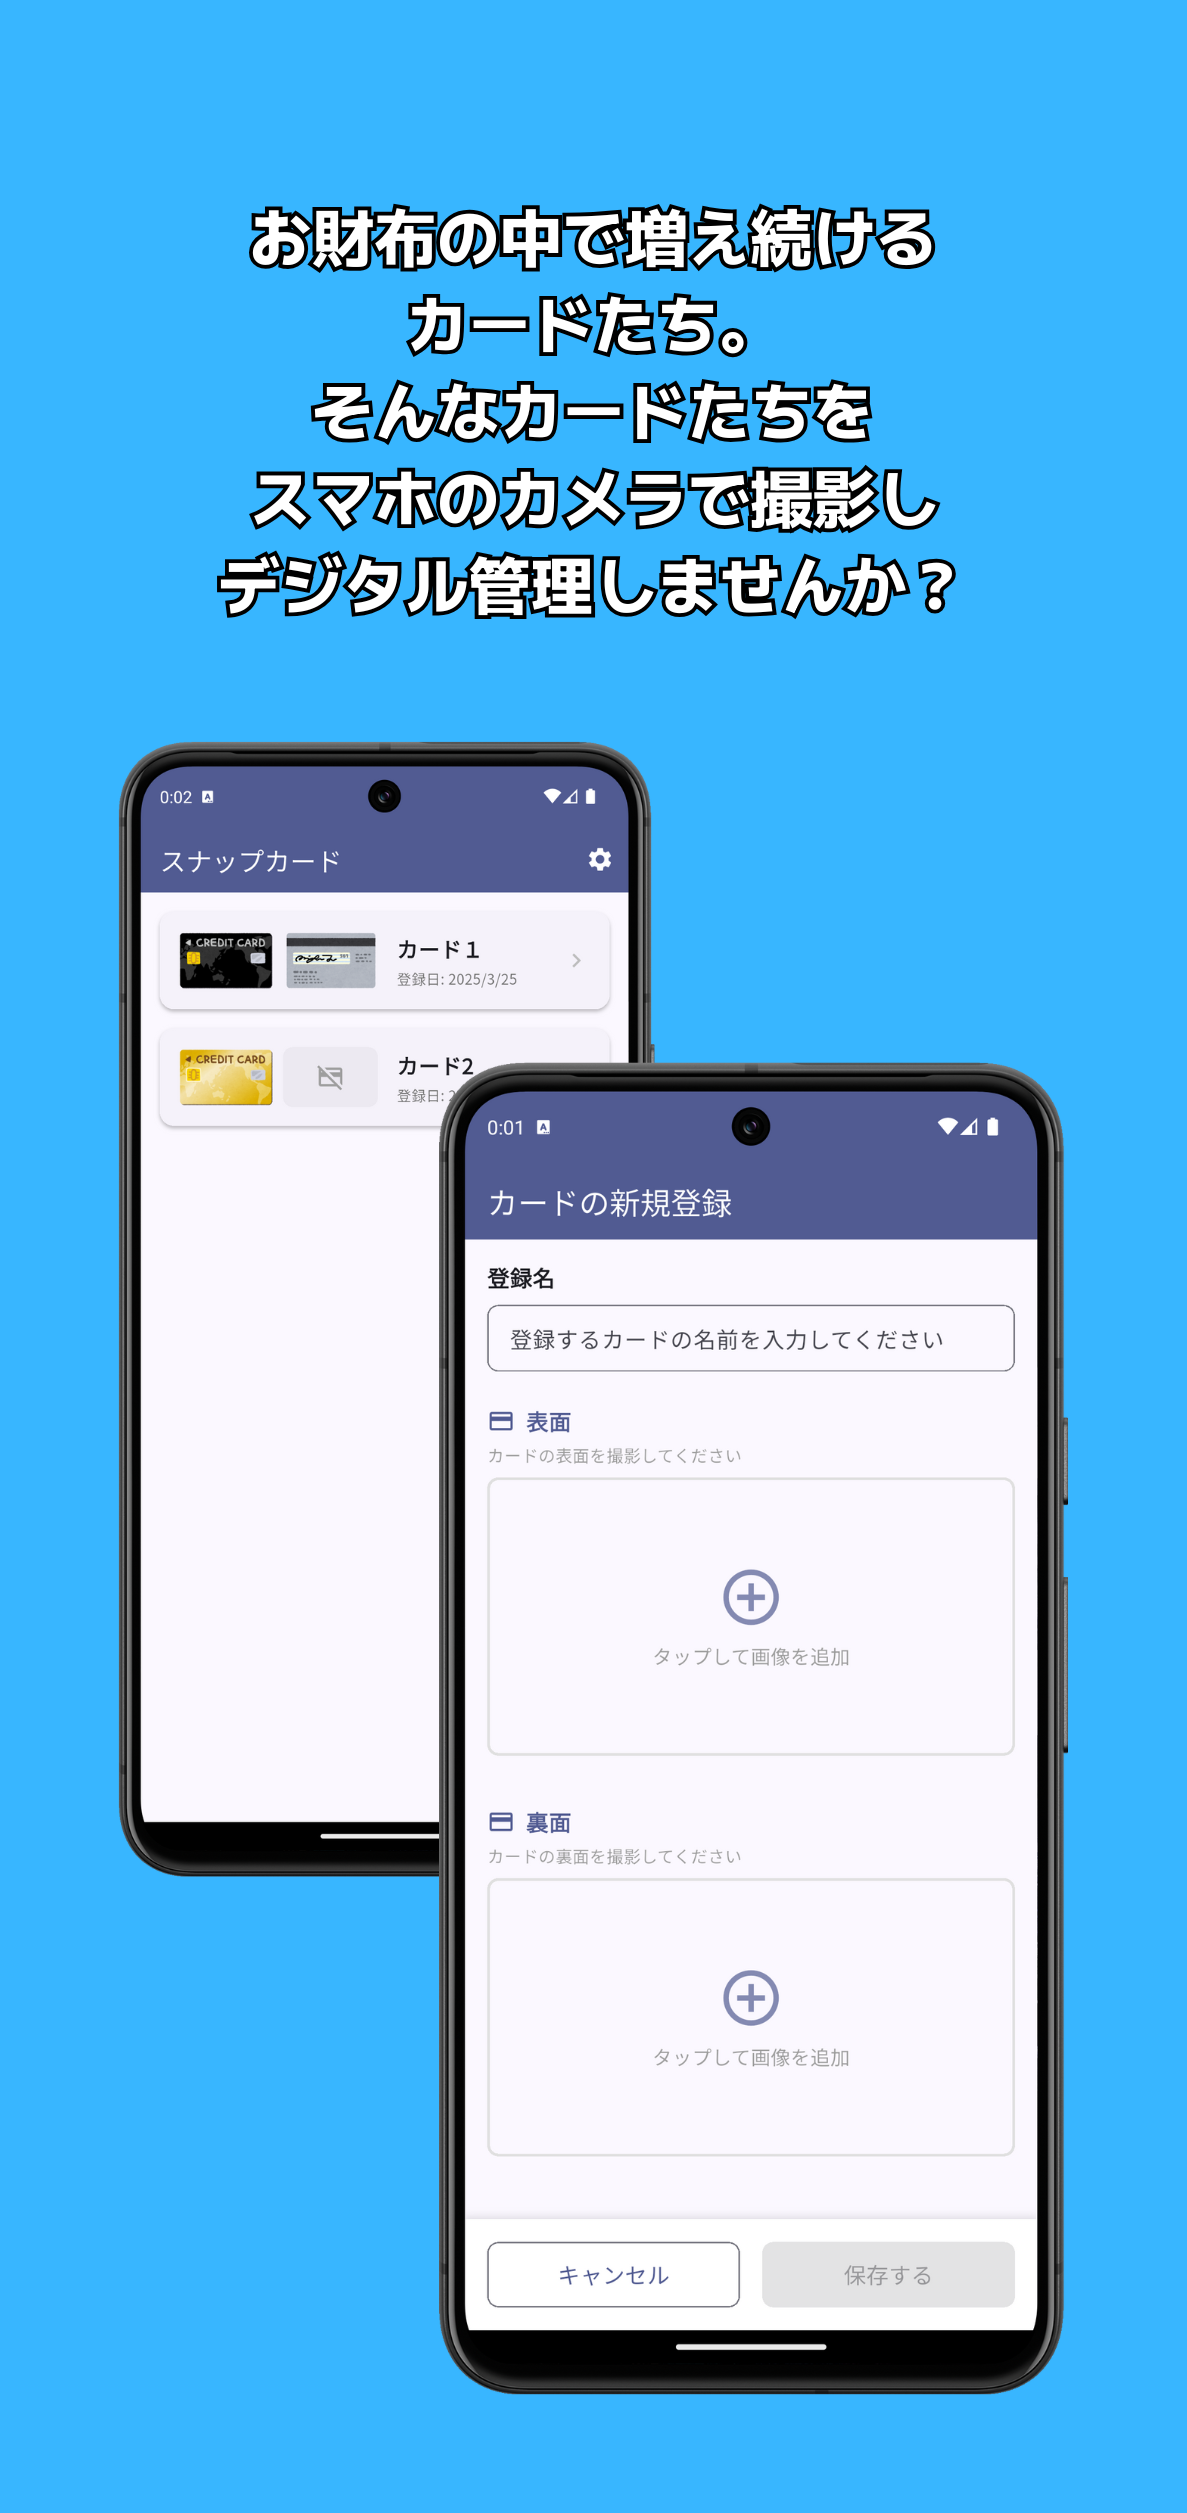 お財布の中で増え続ける
カードたち。
そんなカードたちを
スマホのカメラで撮影し
デジタル管理しませんか？
0:02
スナップカード
CREDIT CARD
カード１
登録日: 2025/3/25
CREDIT CARD
カード2
登録日: 2
0:01
カードの新規登録
登録名
登録するカードの名前を入力してください
表面
カードの表面を撮影してください
タップして画像を追加
裏面
カードの裏面を撮影してください
タップして画像を追加
キャンセル
保存する